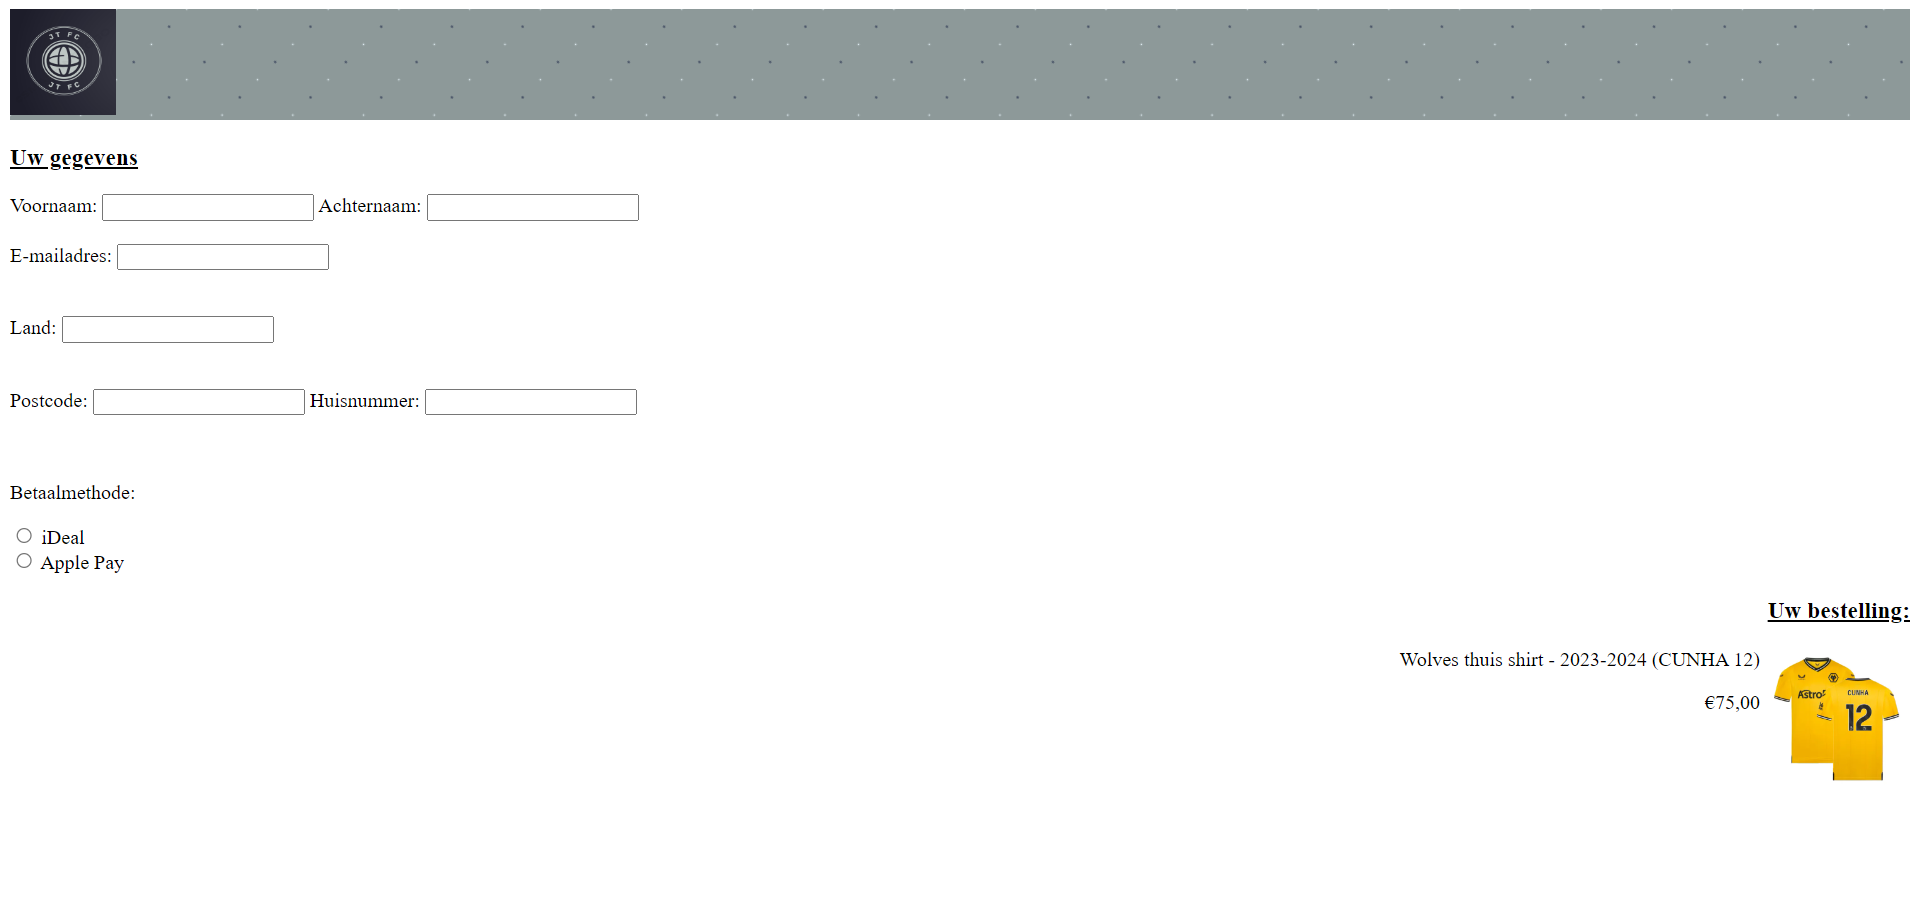 JT FC
JT FC
Uw gegevens
Voornaam: Achternaam:
E-mailadres:
Land:
Postcode: Huisnummer:
Betaalmethode:
iDeal
Apple Pay
Uw bestelling:
Wolves thuis shirt - 2023-2024 (CUNHA 12)
€75,00
CUNHA
12